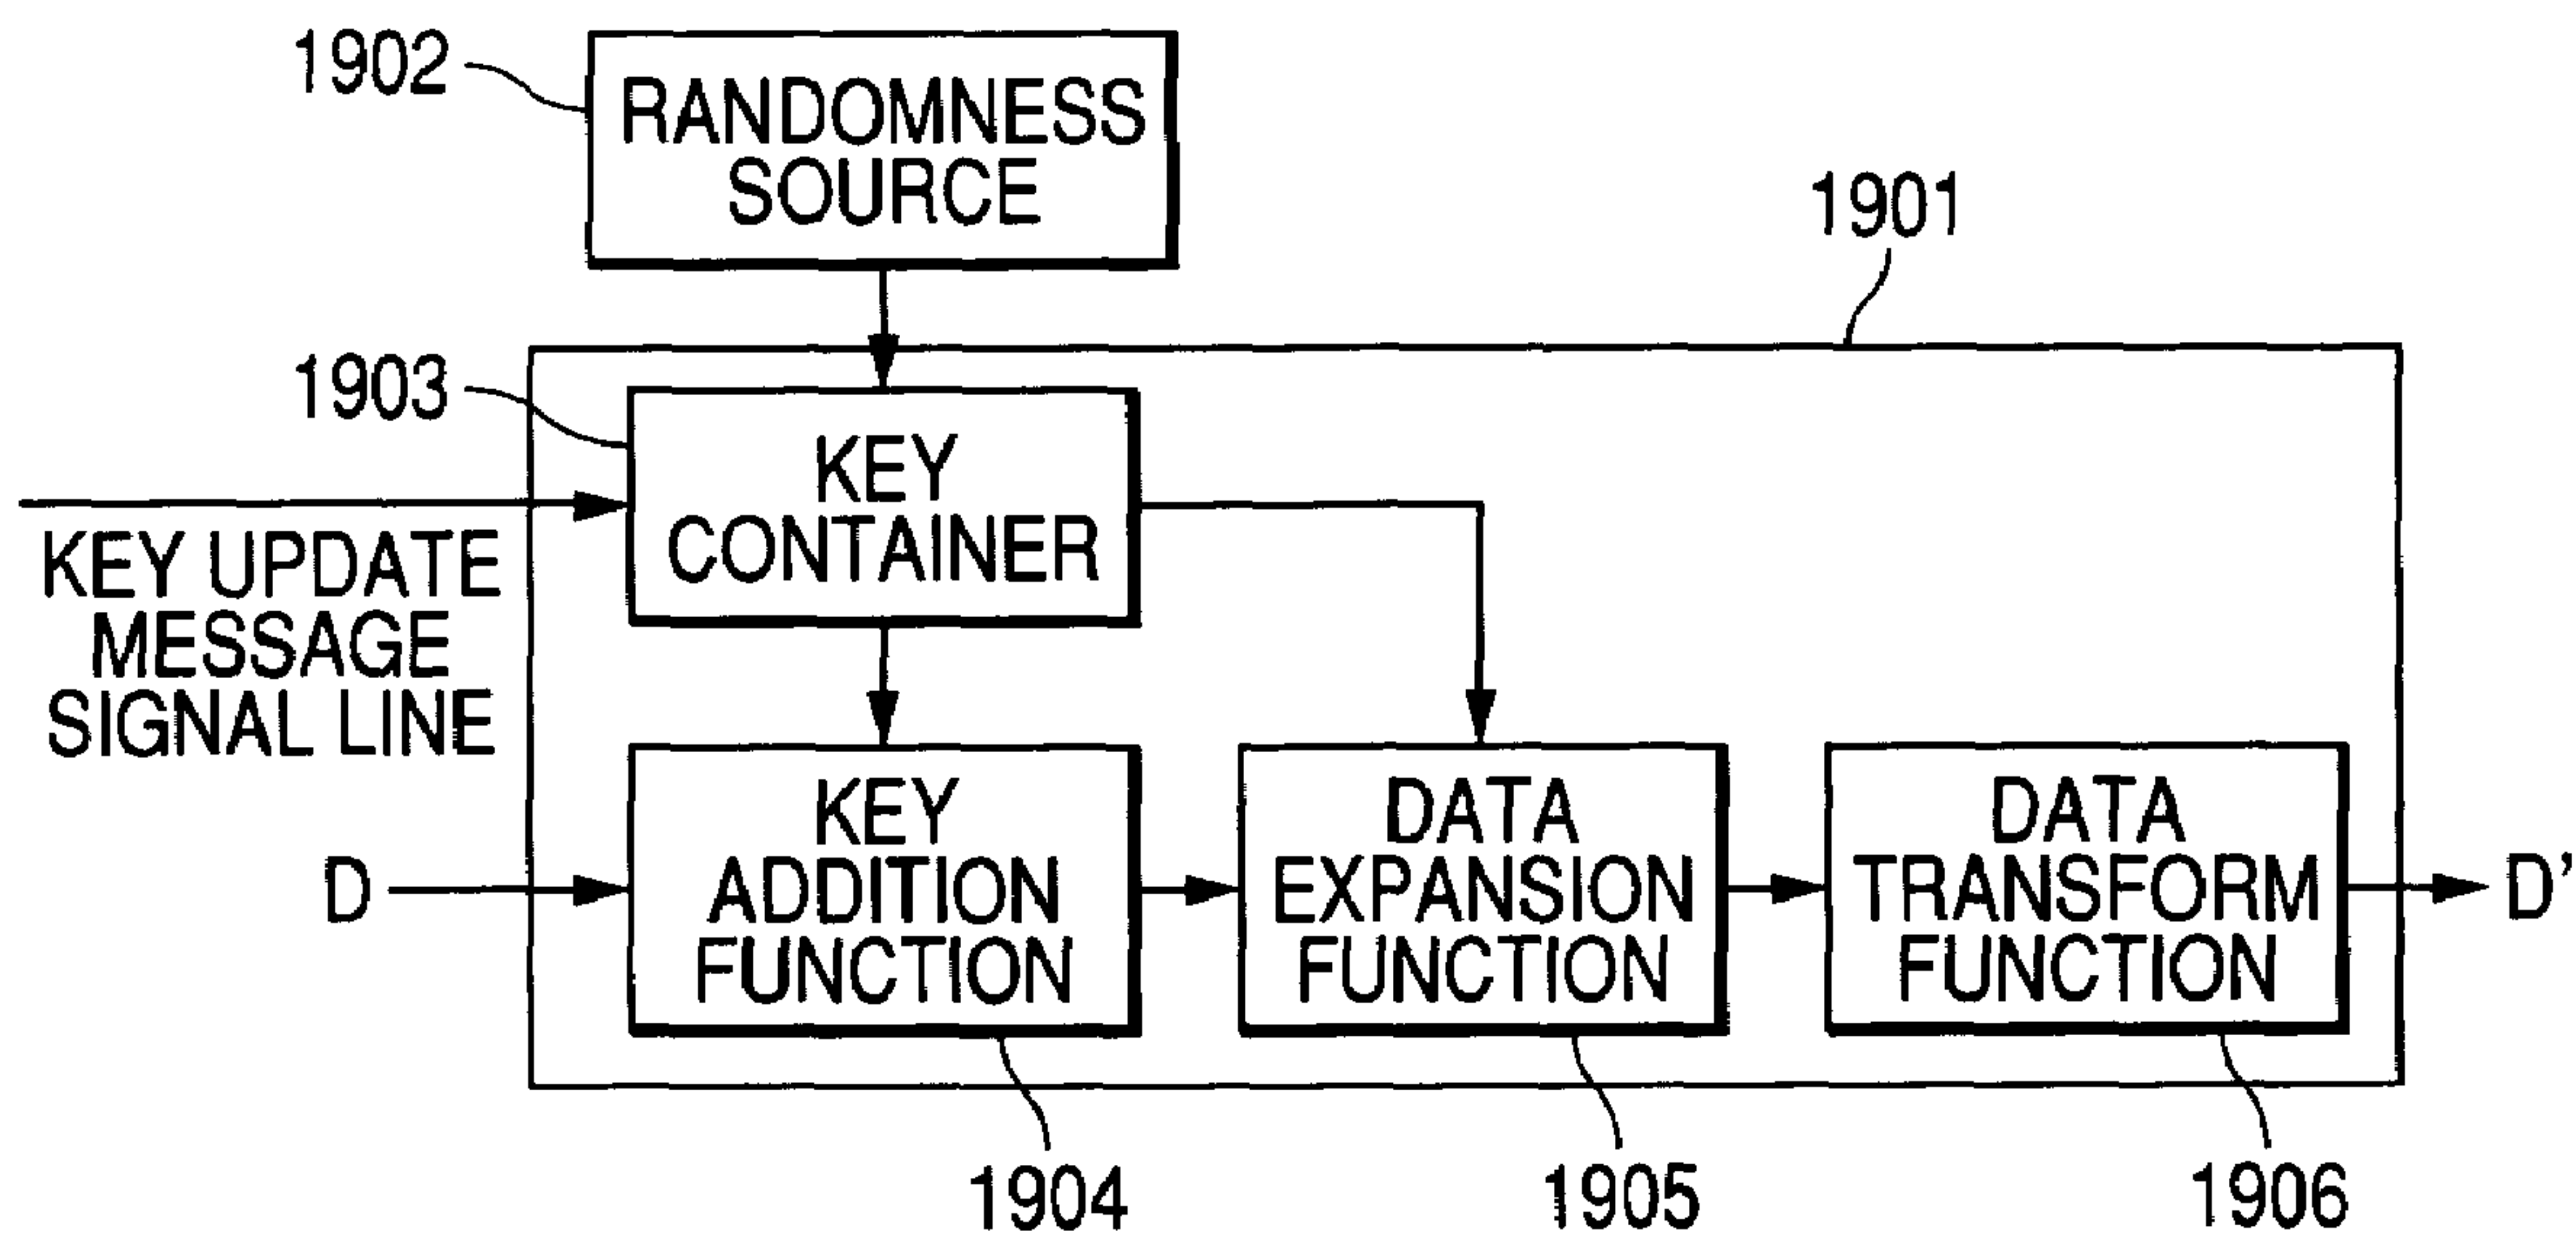 1902
RANDOMNESS
SOURCE
1901
1903
KEY
CONTAINER
KEY UPDATE
MESSAGE
SIGNAL LINE
D
KEY
ADDITION
FUNCTION
DATA
EXPANSION
FUNCTION
DATA
TRANSFORM
FUNCTION
D'
1904
1905
1906